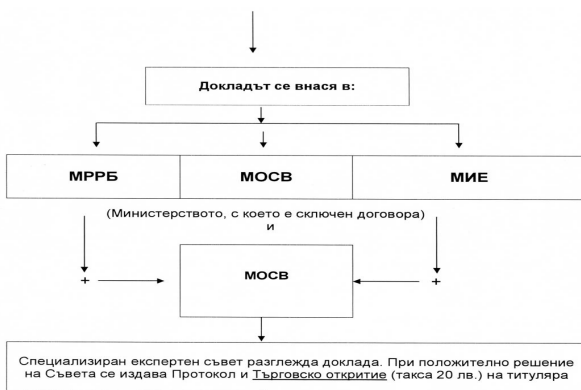 Докладът се внася в:
МРРБ МОСВ МИЕ
(Министерството, с което е сключен договора)
и
МОСВ
+ +
Специализиран експертен съвет разглежда доклада. При положително решение
на Съвета се издава Протокол и Търговско откритие (такса 20 лв.) на титуляра